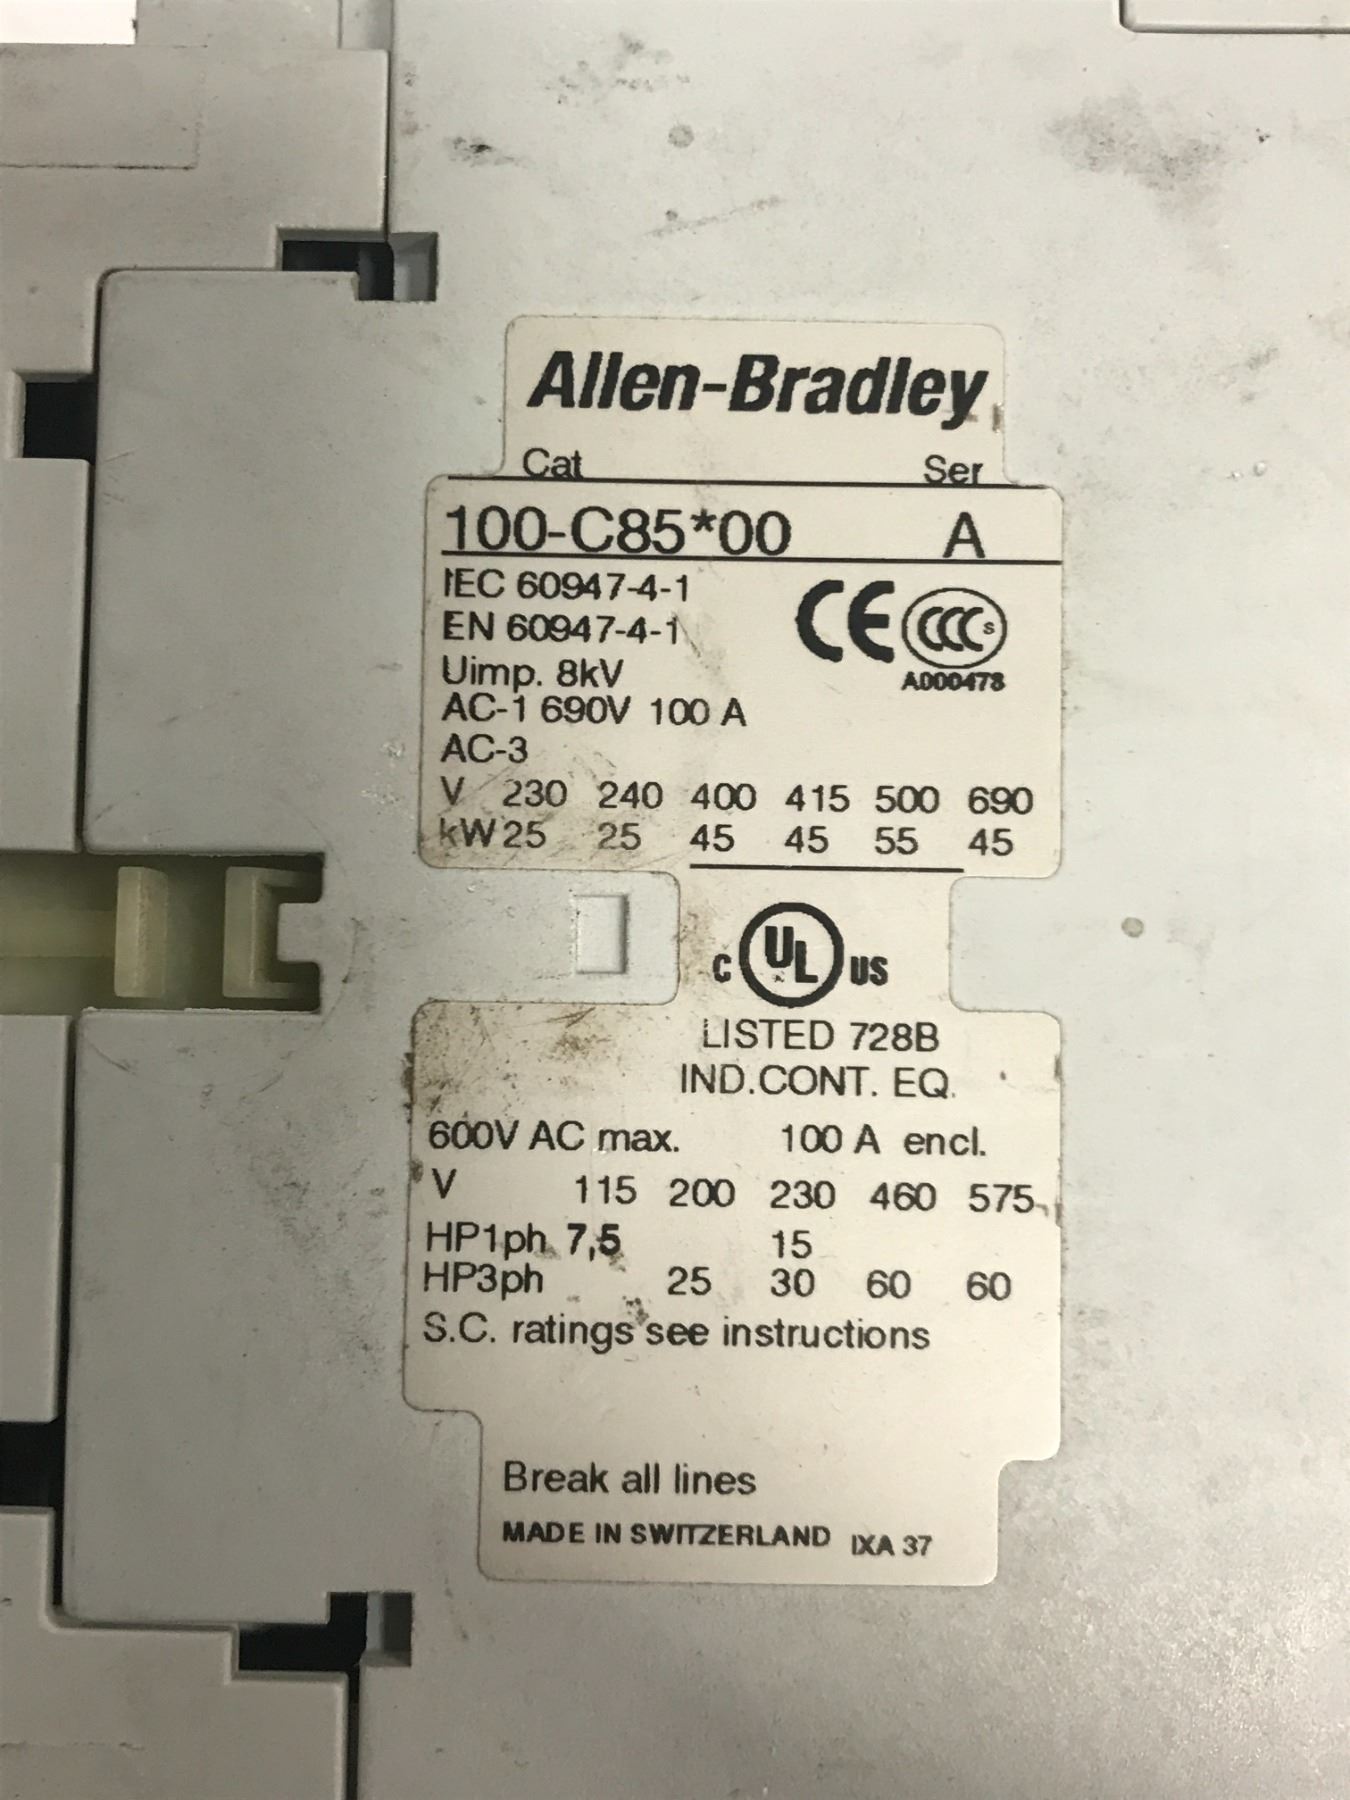 Allen-Bradley
Cat Ser
100-C85*00 A
IEC 60947-4-1
EN 60947-4-1
CE CCC S
A000478
Uimp. 8kV
AC-1 690V 100 A
AC-3
V 230 240 400 415 500 690
kW 25 25 45 45 55 45
C UL US
LISTED 728B
IND.CONT. EQ.
600V AC max. 100 A encl.
V 115 200 230 460 575
HP1ph 7,5 15
HP3ph 25 30 60 60
S.C. ratings see instructions
Break all lines
MADE IN SWITZERLAND IXA 37